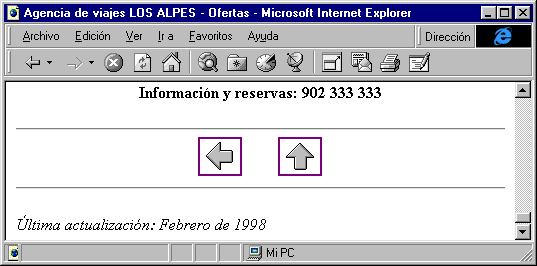 Agencia de viajes LOS ALPES - Ofertas - Microsoft Internet Explorer
Archivo Edición Ver Ir a Favoritos Ayuda Dirección
Información y reservas: 902 333 333
Última actualización: Febrero de 1998
Mi PC